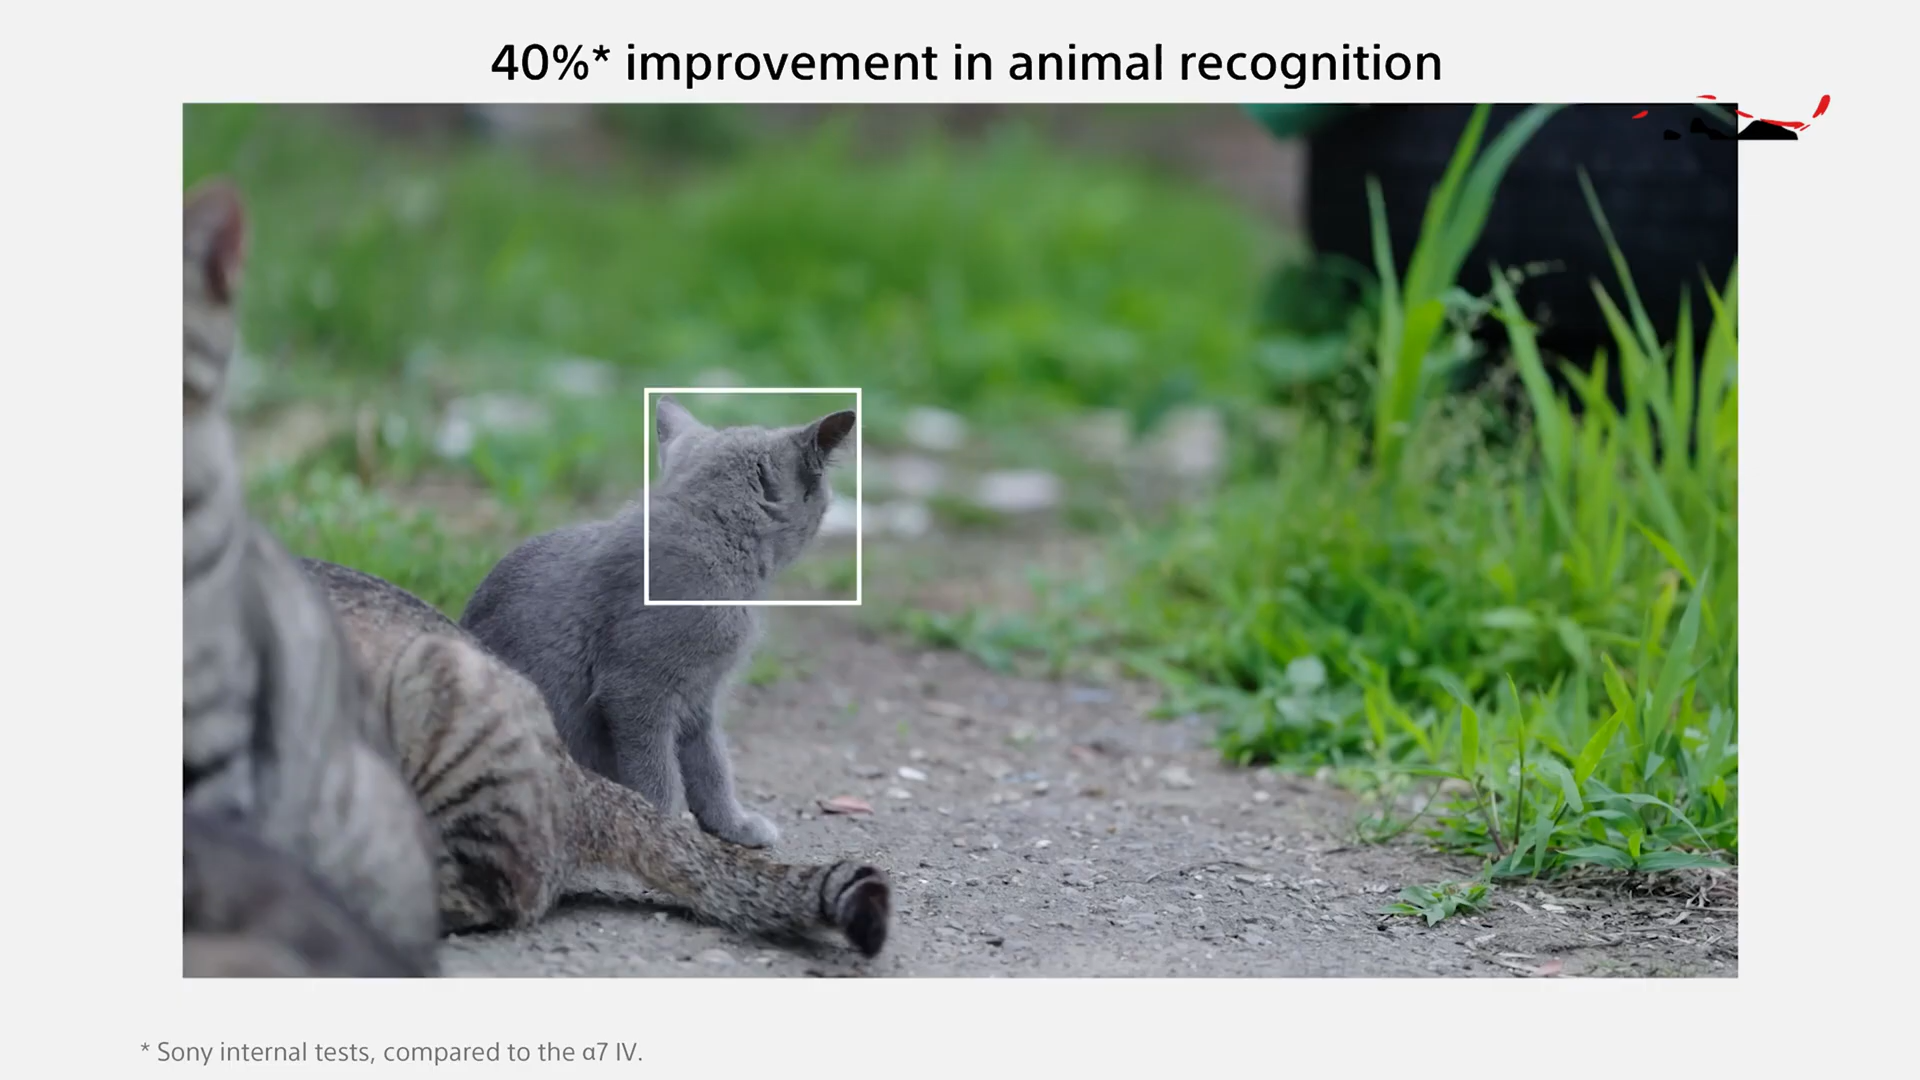 40%* improvement in animal recognition
* Sony internal tests, compared to the α7 IV.